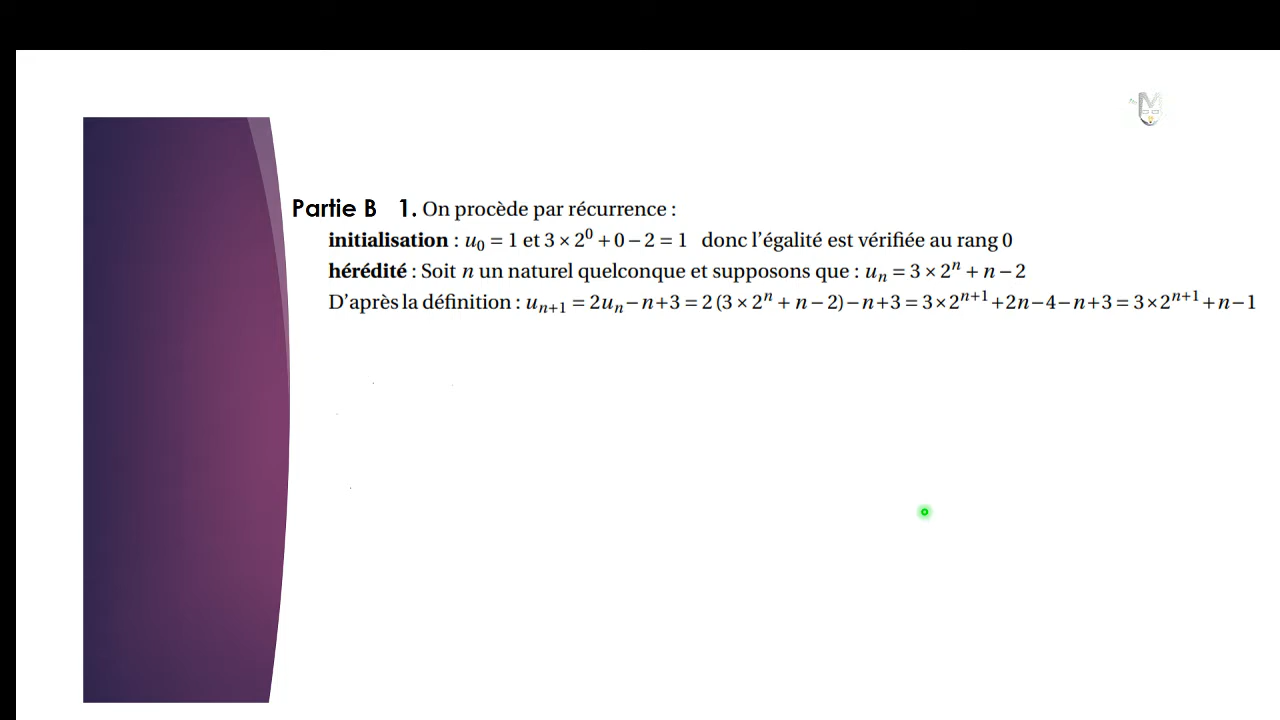 Partie B 1. On procède par récurrence :
initialisation : u₀ = 1 et 3 × 2⁰ + 0 − 2 = 1 donc l'égalité est vérifiée au rang 0
hérédité : Soit n un naturel quelconque et supposons que : uₙ = 3 × 2ⁿ + n − 2
D'après la définition : uₙ₊₁ = 2uₙ − n + 3 = 2 (3 × 2ⁿ + n − 2) − n + 3 = 3 × 2ⁿ⁺¹ + 2n − 4 − n + 3 = 3 × 2ⁿ⁺¹ + n − 1